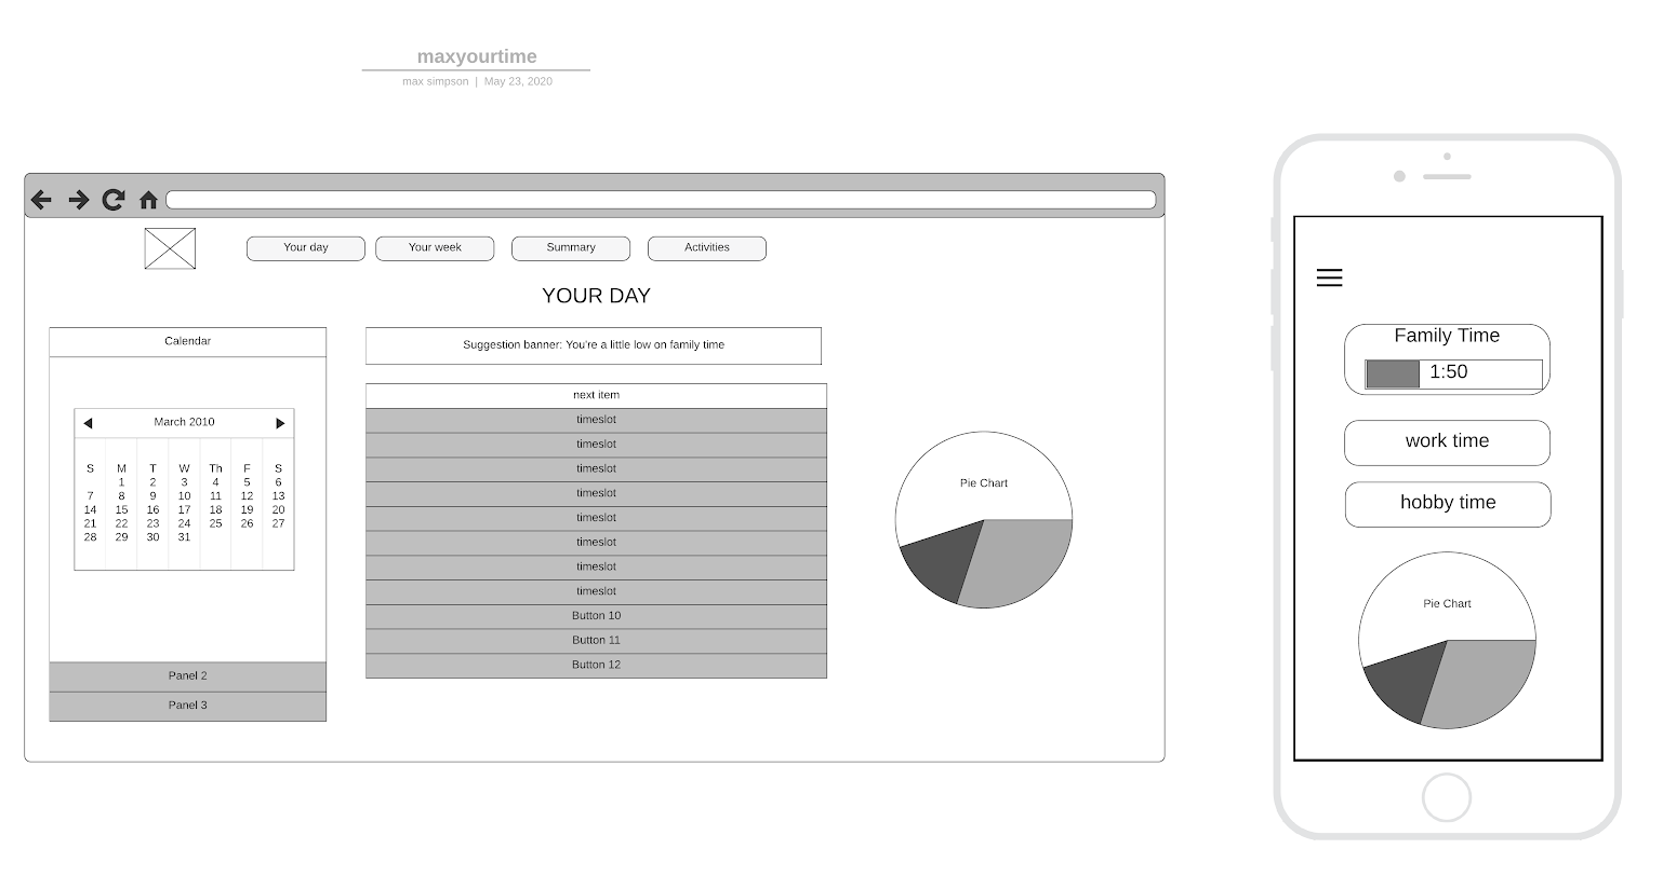 maxyourtime
max simpson | May 23, 2020
Your day
Your week
Summary
Activities
YOUR DAY
Calendar
March 2010
S M T W Th F S
1 2 3 4 5 6
7 8 9 10 11 12 13
14 15 16 17 18 19 20
21 22 23 24 25 26 27
28 29 30 31
Panel 2
Panel 3
Suggestion banner: You're a little low on family time
next item
timeslot
timeslot
timeslot
timeslot
timeslot
timeslot
timeslot
timeslot
Button 10
Button 11
Button 12
Pie Chart
Family Time
1:50
work time
hobby time
Pie Chart